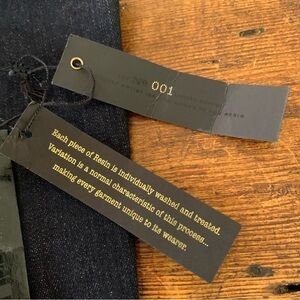 001
Each piece of Resin is individually washed and treated.
Variation is a normal characteristic of this process...
making every garment unique to its wearer.